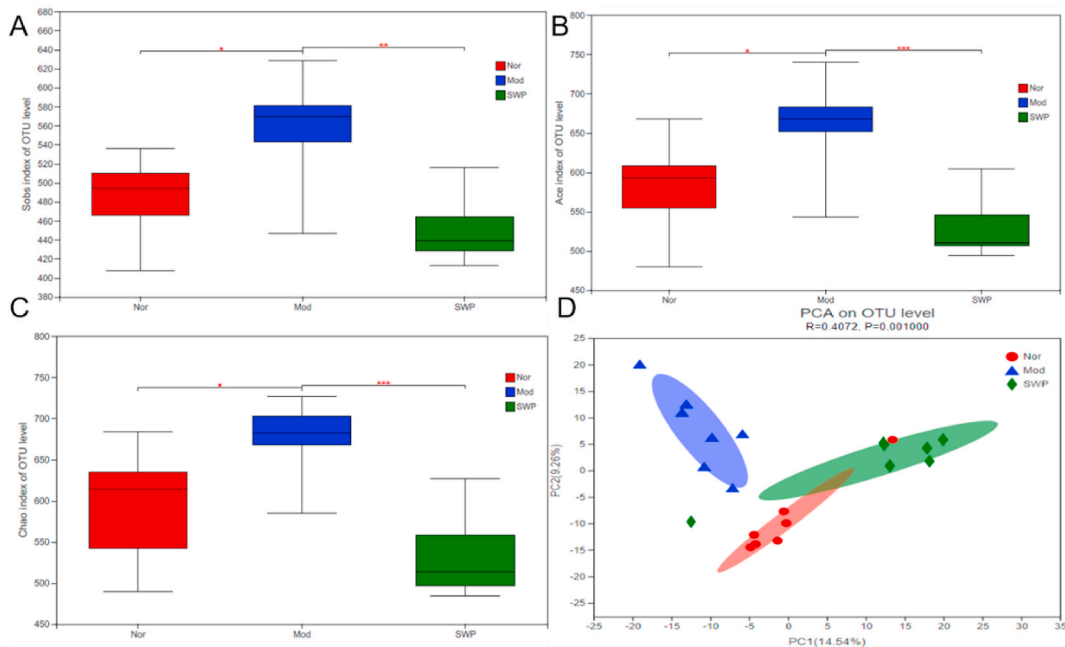 A
Sobs index of OTU level
680
660
640
620
600
580
560
540
520
500
480
460
440
420
400
380
*
**
Nor
Mod
SWP
Nor
Mod
SWP
B
Ace index of OTU level
800
750
700
650
600
550
500
450
*
***
Nor
Mod
SWP
Nor
Mod
SWP
C
Chao index of OTU level
800
750
700
650
600
550
500
450
*
***
Nor
Mod
SWP
Nor
Mod
SWP
D
PCA on OTU level
R=0.4072, P=0.001000
PC2(9.26%)
25
20
15
10
5
0
-5
-10
-15
-20
-25
Nor
Mod
SWP
-25
-20
-15
-10
-5
0
5
10
15
20
25
30
35
PC1(14.54%)